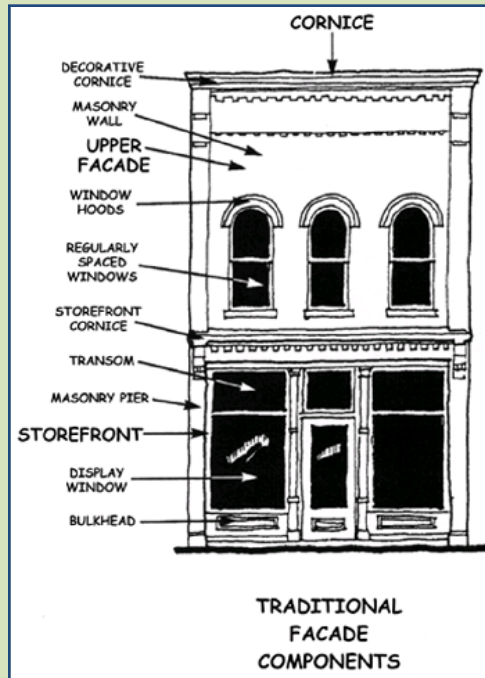 CORNICE
DECORATIVE
CORNICE
MASONRY
WALL
UPPER
FACADE
WINDOW
HOODS
REGULARLY
SPACED
WINDOWS
STOREFRONT
CORNICE
TRANSOM
MASONRY PIER
STOREFRONT
DISPLAY
WINDOW
BULKHEAD
TRADITIONAL
FACADE
COMPONENTS